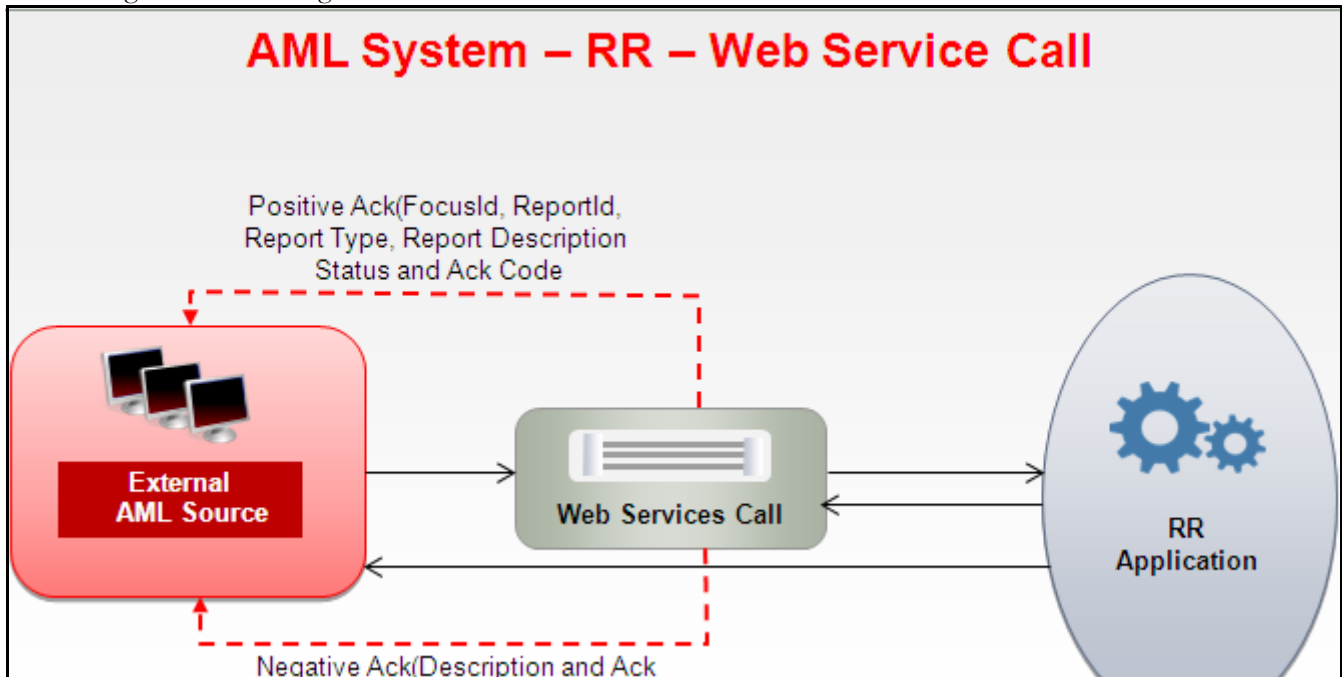 AML System – RR – Web Service Call
Positive Ack(FocusId, ReportId,
Report Type, Report Description
Status and Ack Code
External
AML Source
Web Services Call
RR
Application
Negative Ack(Description and Ack